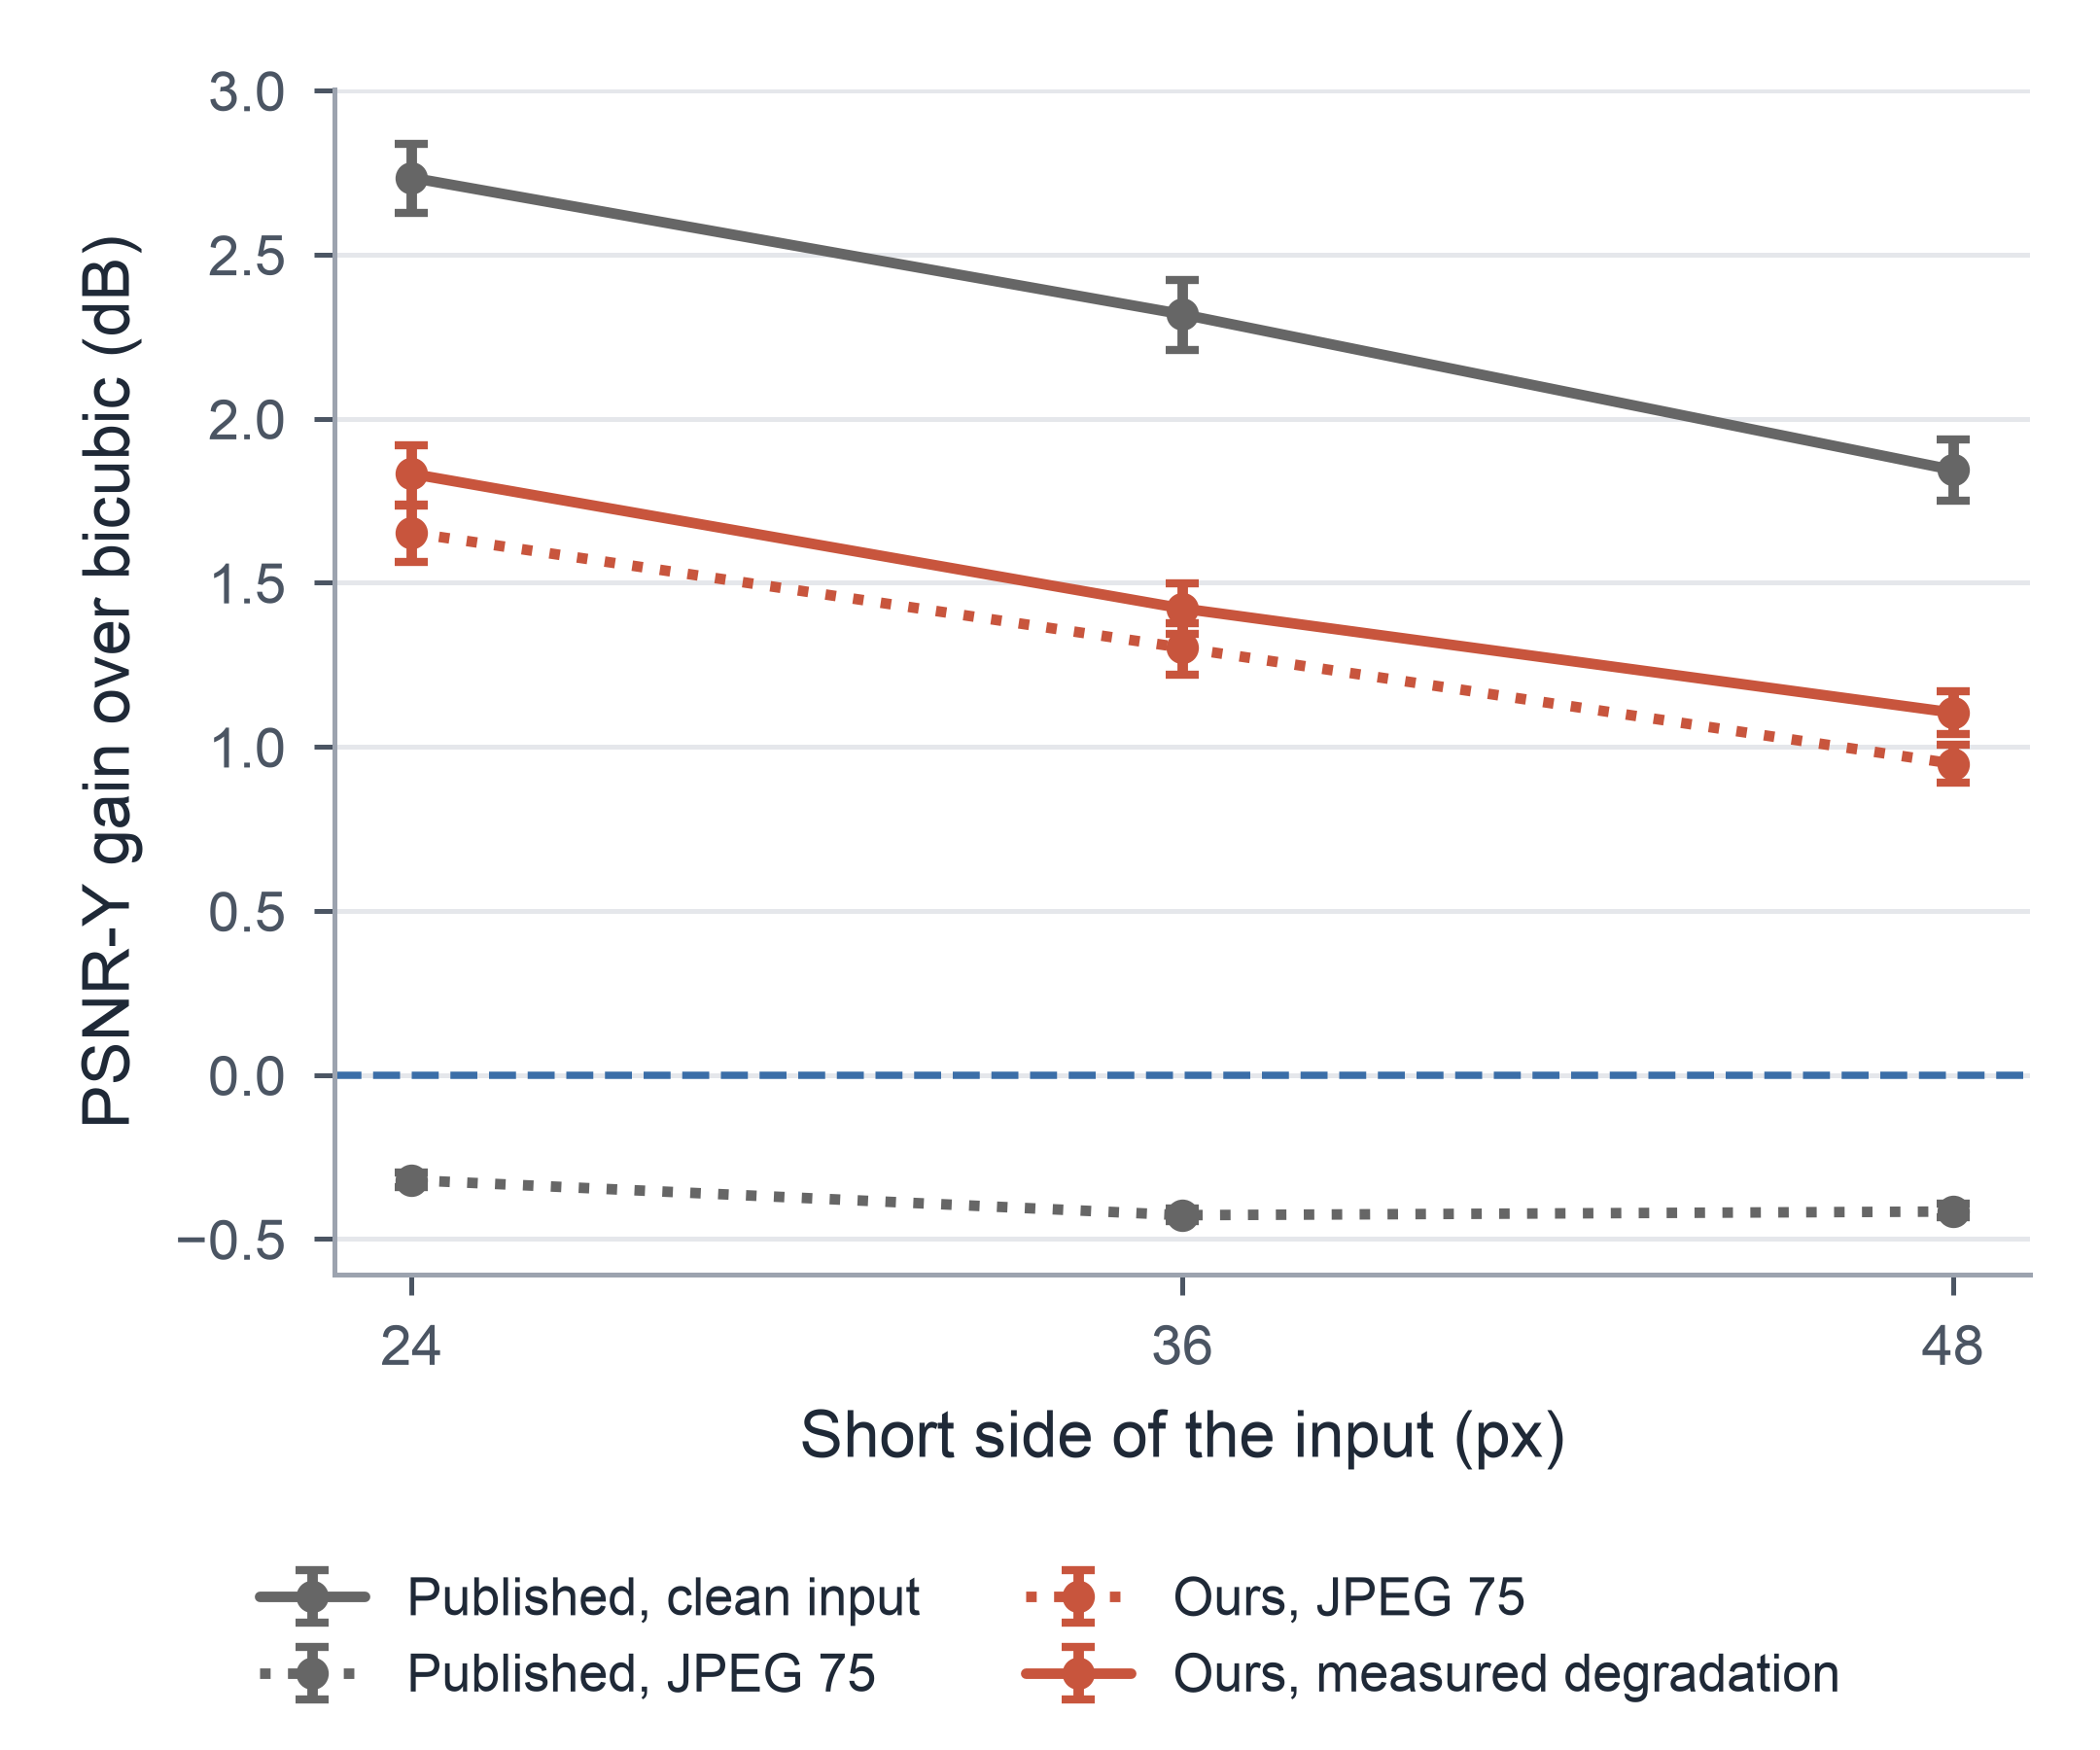 3.0
2.5
2.0
1.5
1.0
0.5
0.0
−0.5
PSNR-Y gain over bicubic (dB)
24 36 48
Short side of the input (px)
Published, clean input
Published, JPEG 75
Ours, JPEG 75
Ours, measured degradation